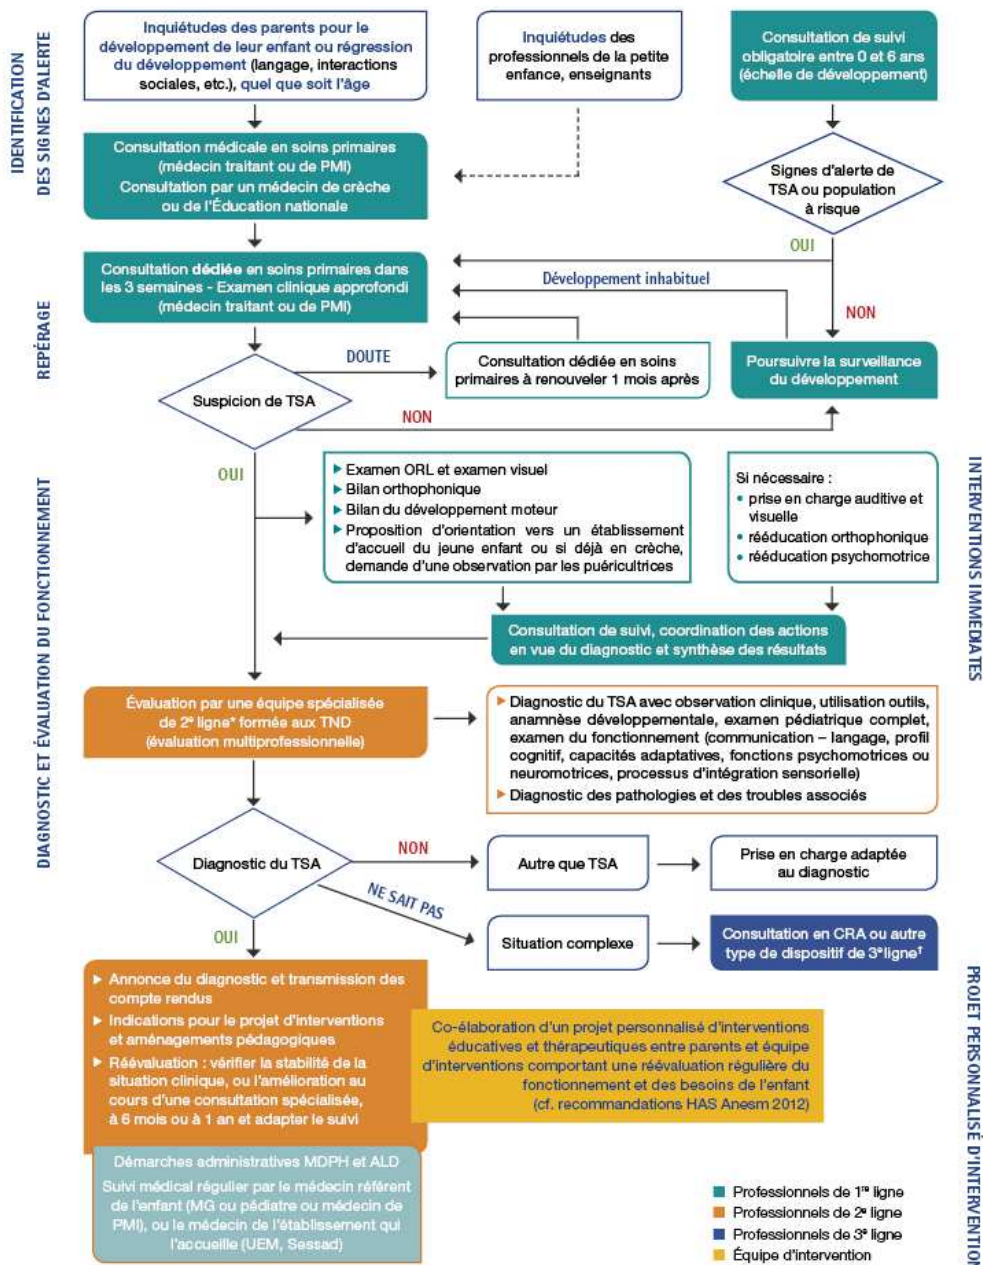 IDENTIFICATION
DES SIGNES D'ALERTE
Inquiétudes des parents pour le
développement de leur enfant ou régression
du développement (langage, interactions
sociales, etc.), quel que soit l'âge
Inquiétudes des
professionnels de la petite
enfance, enseignants
Consultation de suivi
obligatoire entre 0 et 6 ans
(échelle de développement)
Consultation médicale en soins primaires
(médecin traitant ou de PMI)
Consultation par un médecin de crèche
ou de l'Éducation nationale
Signes d'alerte de
TSA ou population
à risque
OUI
NON
REPÉRAGE
Consultation dédiée en soins primaires dans
les 3 semaines - Examen clinique approfondi
(médecin traitant ou de PMI)
Développement inhabituel
DOUTE
Suspicion de TSA
Consultation dédiée en soins
primaires à renouveler 1 mois après
Poursuivre la surveillance
du développement
NON
OUI
DIAGNOSTIC ET ÉVALUATION DU FONCTIONNEMENT
INTERVENTIONS IMMÉDIATES
Examen ORL et examen visuel
Bilan orthophonique
Bilan du développement moteur
Proposition d'orientation vers un établissement
d'accueil du jeune enfant ou si déjà en crèche,
demande d'une observation par les puéricultrices
Si nécessaire :
• prise en charge auditive et
visuelle
• rééducation orthophonique
• rééducation psychomotrice
Consultation de suivi, coordination des actions
en vue du diagnostic et synthèse des résultats
Évaluation par une équipe spécialisée
de 2e ligne* formée aux TND
(évaluation multiprofessionnelle)
Diagnostic du TSA avec observation clinique, utilisation outils,
anamnèse développementale, examen pédiatrique complet,
examen du fonctionnement (communication – langage, profil
cognitif, capacités adaptatives, fonctions psychomotrices ou
neuromotrices, processus d'intégration sensorielle)
Diagnostic des pathologies et des troubles associés
Diagnostic du TSA
NON
Autre que TSA
Prise en charge adaptée
au diagnostic
NE SAIT PAS
Situation complexe
Consultation en CRA ou autre
type de dispositif de 3e ligne†
OUI
PROJET PERSONNALISÉ D'INTERVENTION
Annonce du diagnostic et transmission des
compte rendus
Indications pour le projet d'interventions
et aménagements pédagogiques
Réévaluation : vérifier la stabilité de la
situation clinique, ou l'amélioration au
cours d'une consultation spécialisée,
à 6 mois ou à 1 an et adapter le suivi
Co-élaboration d'un projet personnalisé d'interventions
éducatives et thérapeutiques entre parents et équipe
d'interventions comportant une réévaluation régulière du
fonctionnement et des besoins de l'enfant
(cf. recommandations HAS Anesm 2012)
Démarches administratives MDPH et ALD
Suivi médical régulier par le médecin référent
de l'enfant (MG ou pédiatre ou médecin de
PMI), ou le médecin de l'établissement qui
l'accueille (UEM, Sessad)
Professionnels de 1re ligne
Professionnels de 2e ligne
Professionnels de 3e ligne
Équipe d'intervention